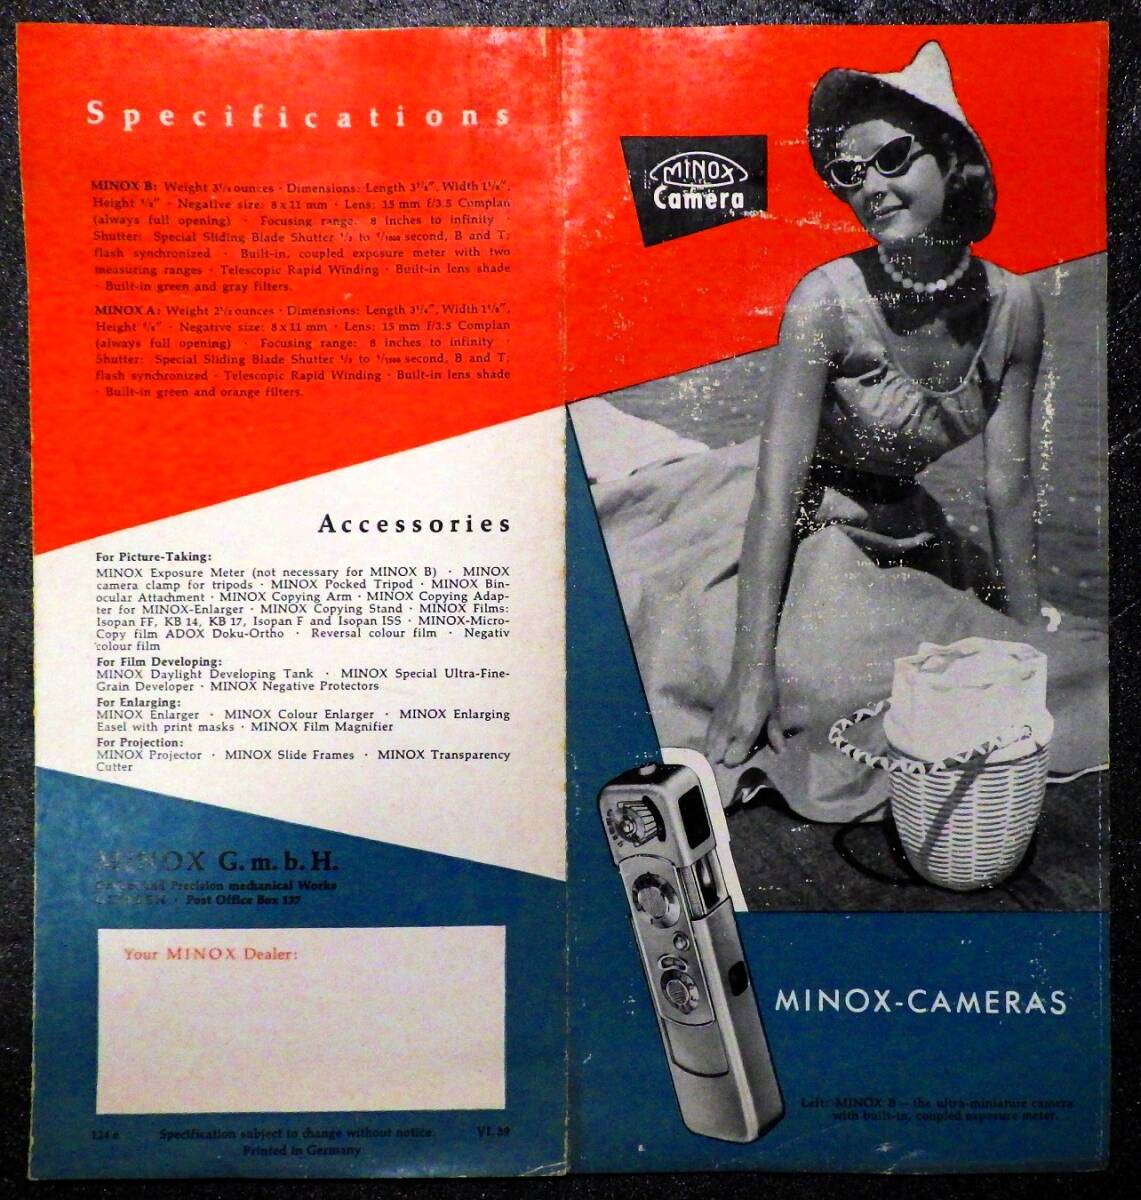 Specifications
MINOX B: Weight 3¹/₄ ounces · Dimensions: Length 3⁷/₈″, Width 1¹/₈″,
Height ⁵/₈″ · Negative size: 8 x 11 mm · Lens: 15 mm f/3.5 Complan
(always full opening) · Focusing range: 8 inches to infinity ·
Shutter: Special Sliding Blade Shutter ¹/₂ to ¹/₁₀₀₀ second, B and T;
flash synchronized · Built-in, coupled exposure meter with two
measuring ranges · Telescopic Rapid Winding · Built-in lens shade
· Built-in green and gray filters.
MINOX A: Weight 2¹/₂ ounces · Dimensions: Length 3¹/₄″, Width 1¹/₈″,
Height ⁵/₈″ · Negative size: 8 x 11 mm · Lens: 15 mm f/3.5 Complan
(always full opening) · Focusing range: 8 inches to infinity ·
Shutter: Special Sliding Blade Shutter ¹/₂ to ¹/₁₀₀₀ second, B and T;
flash synchronized · Telescopic Rapid Winding · Built-in lens shade
· Built-in green and orange filters.
Accessories
For Picture-Taking:
MINOX Exposure Meter (not necessary for MINOX B) · MINOX
camera clamp for tripods · MINOX Pocked Tripod · MINOX Bin-
ocular Attachment · MINOX Copying Arm · MINOX Copying Adap-
ter for MINOX-Enlarger · MINOX Copying Stand · MINOX Films:
Isopan FF, KB 14, KB 17, Isopan F and Isopan ISS · MINOX-Micro-
Copy film ADOX Doku-Ortho · Reversal colour film · Negativ
colour film
For Film Developing:
MINOX Daylight Developing Tank · MINOX Special Ultra-Fine-
Grain Developer · MINOX Negative Protectors
For Enlarging:
MINOX Enlarger · MINOX Colour Enlarger · MINOX Enlarging
Easel with print masks · MINOX Film Magnifier
For Projection:
MINOX Projector · MINOX Slide Frames · MINOX Transparency
Cutter
MINOX G.m.b.H.
and Precision mechanical Works
· Post Office Box 137
Your MINOX Dealer:
124 e Specification subject to change without notice. VI. 59
Printed in Germany
MINOX
Camera
MINOX-CAMERAS
Left: MINOX B – the ultra-miniature camera
with built-in, coupled exposure meter.